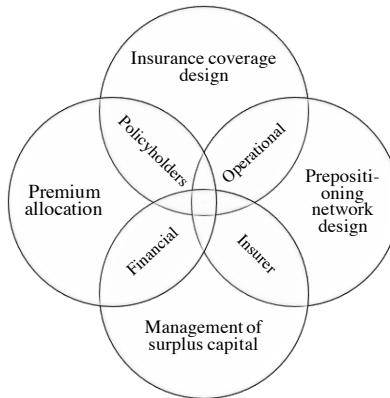 Insurance coverage
design
Policyholders
Operational
Premium
allocation
Prepositi-
oning
network
design
Financial
Insurer
Management of
surplus capital